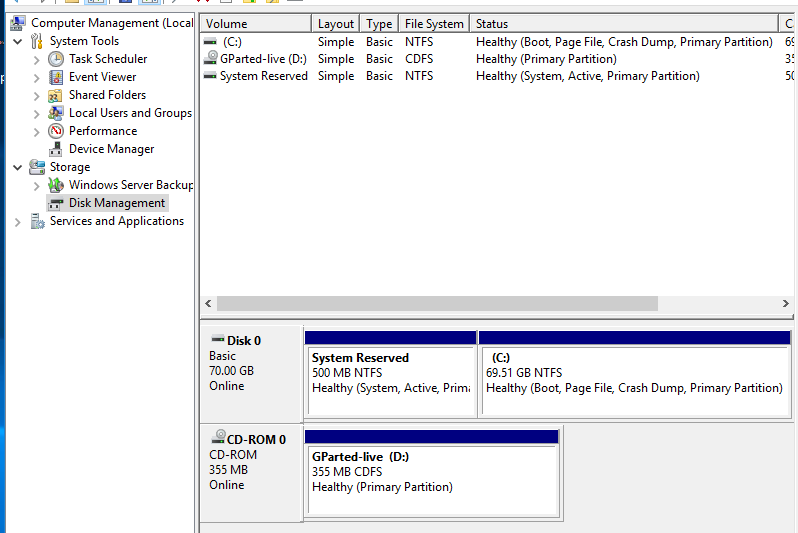 Computer Management (Local
System Tools
Task Scheduler
Event Viewer
Shared Folders
Local Users and Groups
Performance
Device Manager
Storage
Windows Server Backup
Disk Management
Services and Applications
Volume Layout Type File System Status C
(C:) Simple Basic NTFS Healthy (Boot, Page File, Crash Dump, Primary Partition) 69
GParted-live (D:) Simple Basic CDFS Healthy (Primary Partition) 35
System Reserved Simple Basic NTFS Healthy (System, Active, Primary Partition) 50
Disk 0
Basic
70.00 GB
Online
System Reserved
500 MB NTFS
Healthy (System, Active, Prima
(C:)
69.51 GB NTFS
Healthy (Boot, Page File, Crash Dump, Primary Partition)
CD-ROM 0
CD-ROM
355 MB
Online
GParted-live (D:)
355 MB CDFS
Healthy (Primary Partition)